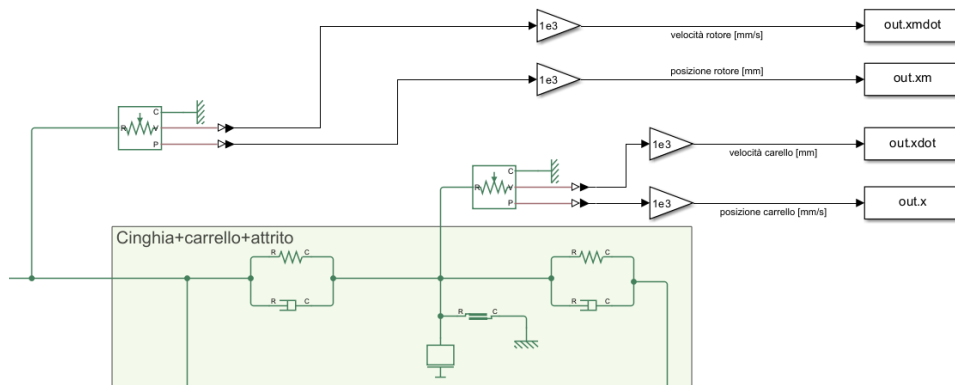 1e3
velocità rotore [mm/s]
out.xmdot
1e3
posizione rotore [mm]
out.xm
C
R
V
P
1e3
velocità carello [mm]
out.xdot
C
R
V
P
1e3
posizione carrello [mm/s]
out.x
Cinghia+carrello+attrito
R
C
R
C
R
C
R
C
R
C